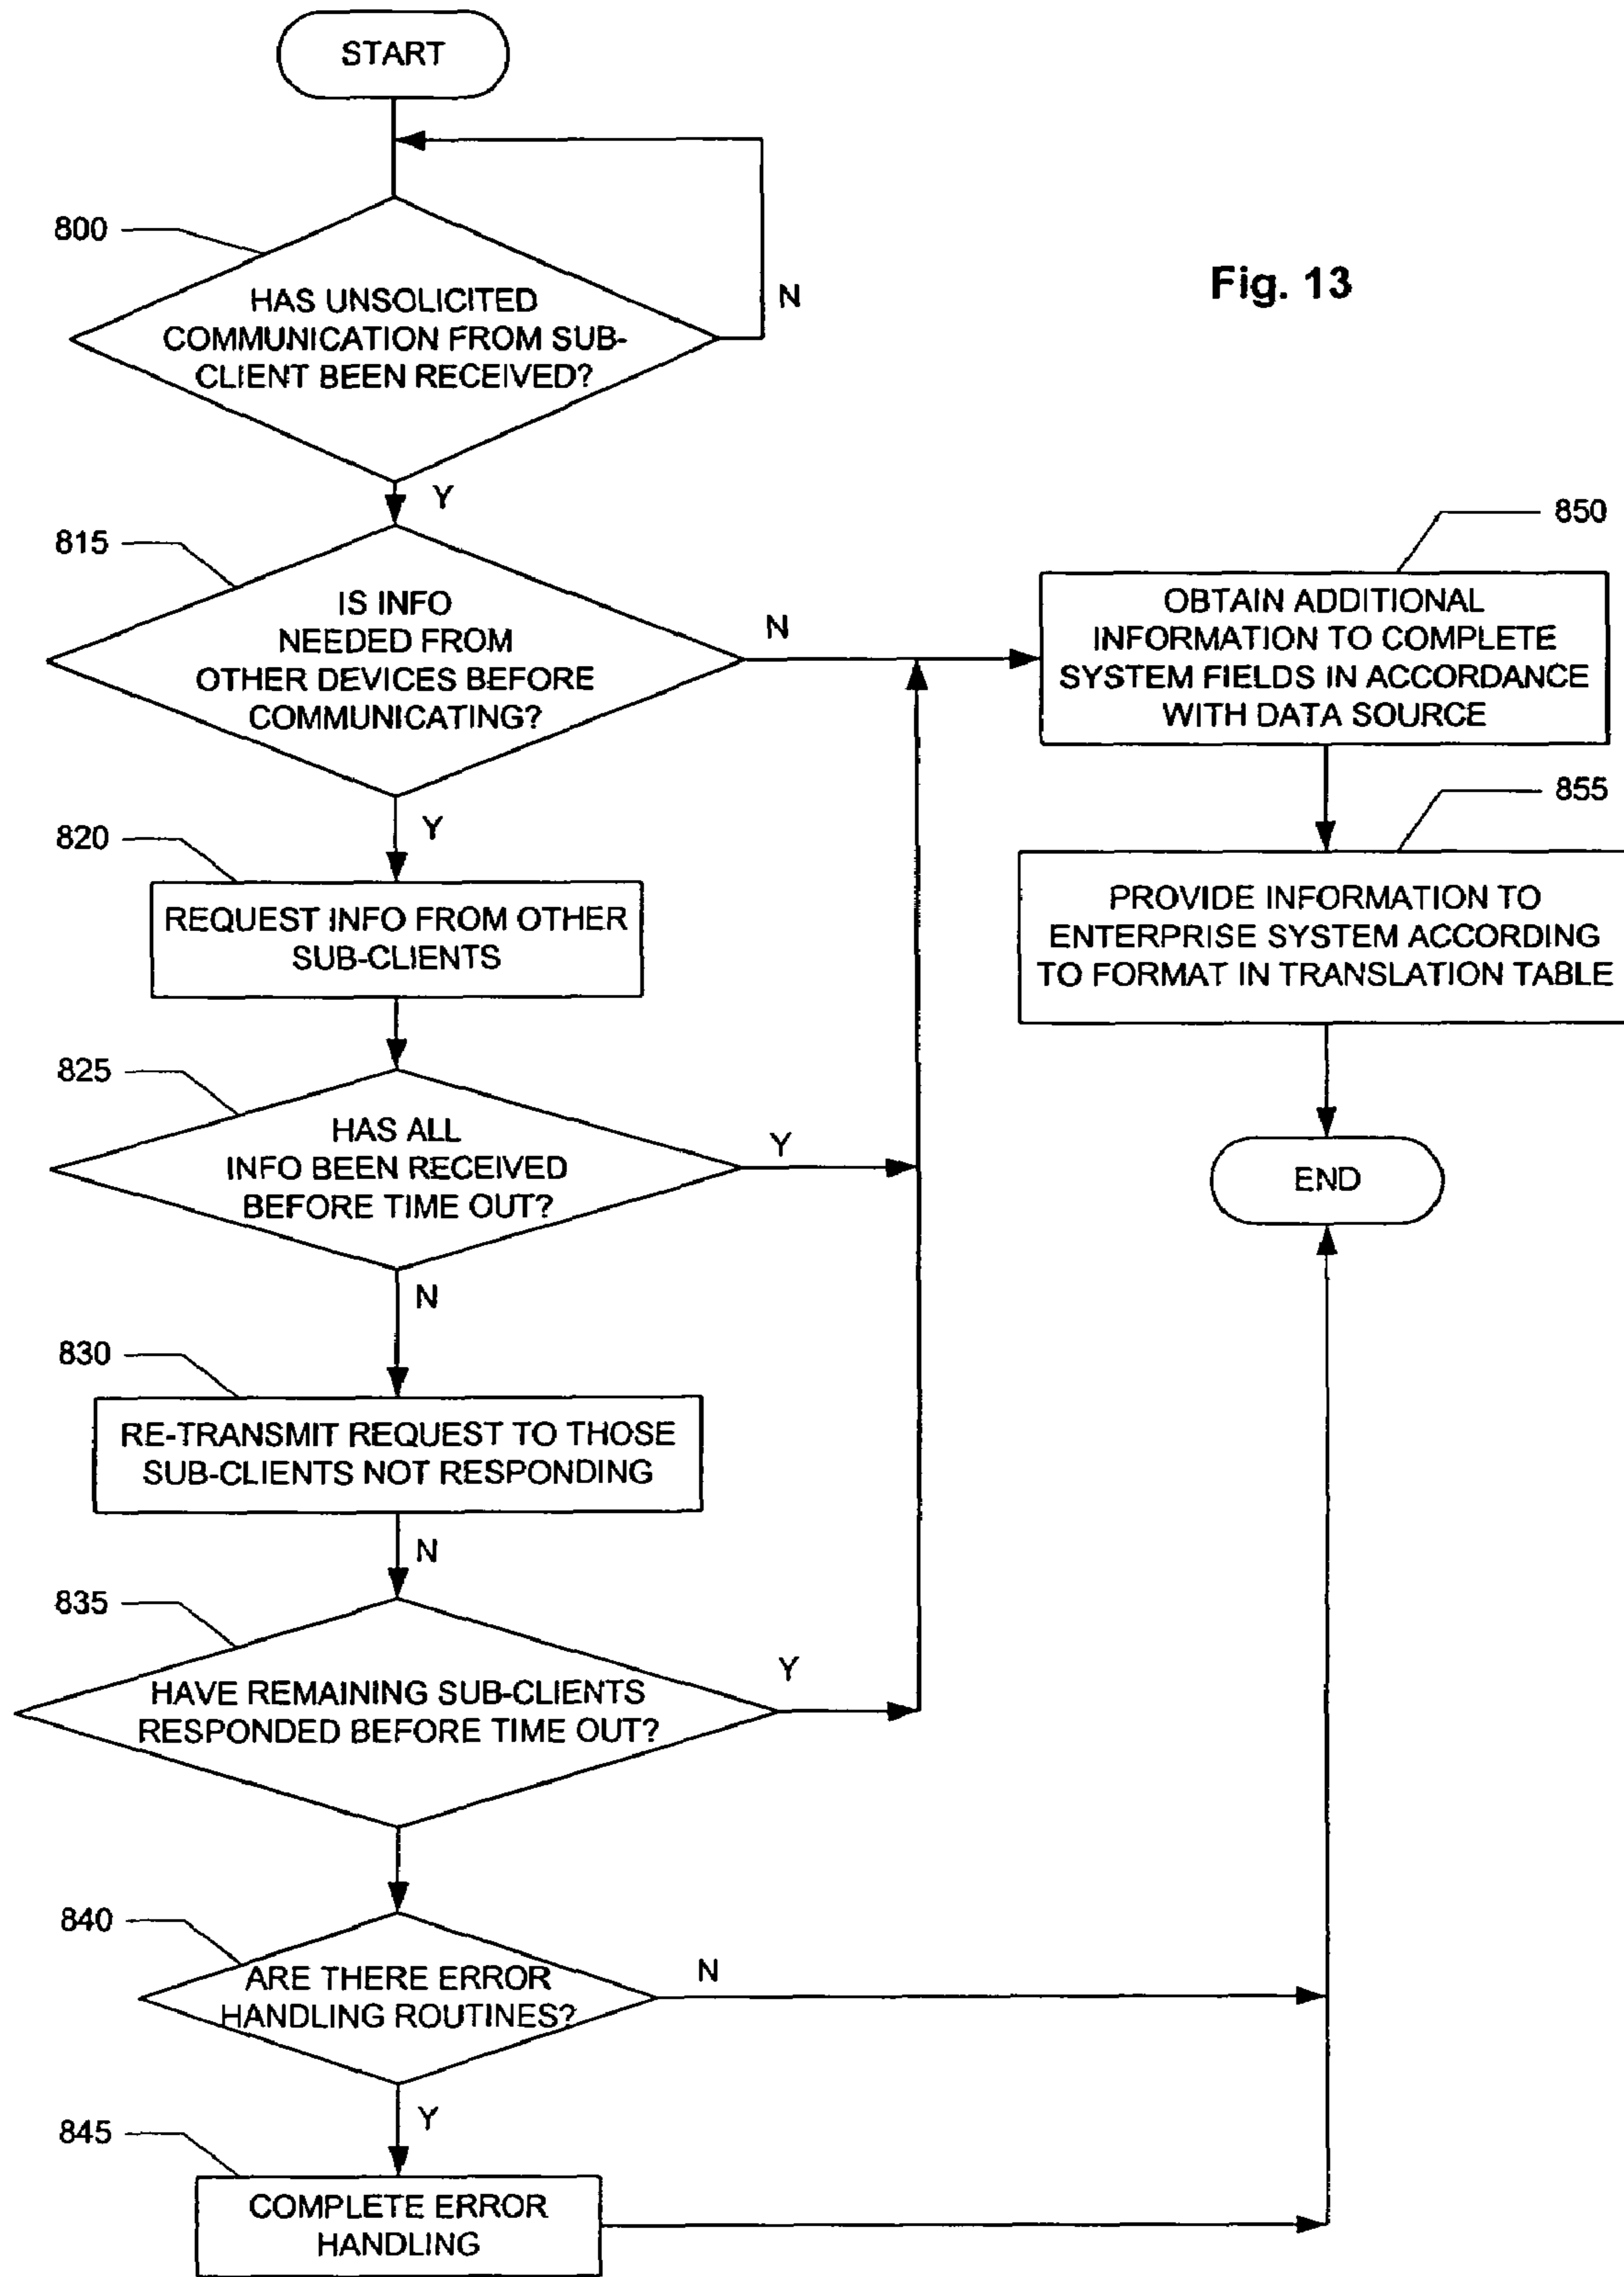 START
800
HAS UNSOLICITED
COMMUNICATION FROM SUB-
CLIENT BEEN RECEIVED?
N
Fig. 13
Y
815
IS INFO
NEEDED FROM
OTHER DEVICES BEFORE
COMMUNICATING?
N
Y
850
OBTAIN ADDITIONAL
INFORMATION TO COMPLETE
SYSTEM FIELDS IN ACCORDANCE
WITH DATA SOURCE
855
PROVIDE INFORMATION TO
ENTERPRISE SYSTEM ACCORDING
TO FORMAT IN TRANSLATION TABLE
END
820
REQUEST INFO FROM OTHER
SUB-CLIENTS
825
HAS ALL
INFO BEEN RECEIVED
BEFORE TIME OUT?
Y
N
830
RE-TRANSMIT REQUEST TO THOSE
SUB-CLIENTS NOT RESPONDING
N
835
HAVE REMAINING SUB-CLIENTS
RESPONDED BEFORE TIME OUT?
Y
840
ARE THERE ERROR
HANDLING ROUTINES?
N
Y
845
COMPLETE ERROR
HANDLING